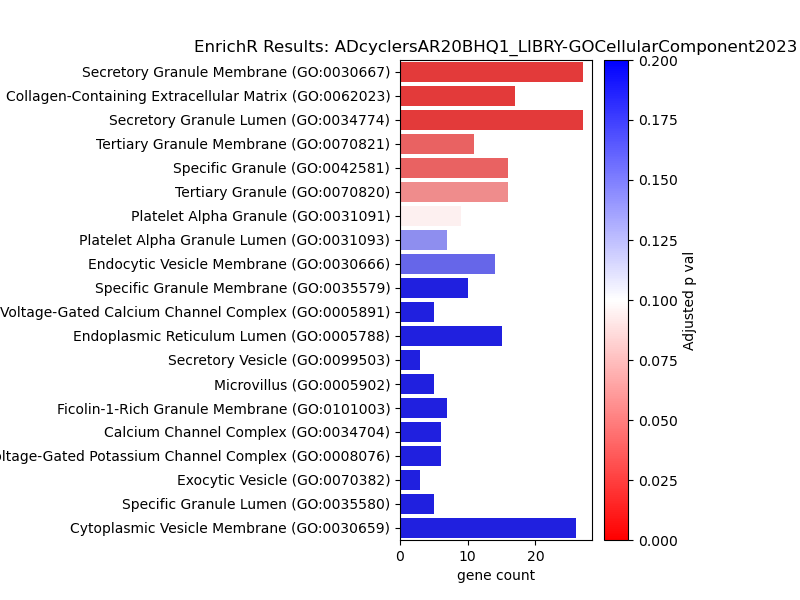 EnrichR Results: ADcyclersAR20BHQ1_LIBRY-GOCellularComponent2023
Secretory Granule Membrane (GO:0030667)
Collagen-Containing Extracellular Matrix (GO:0062023)
Secretory Granule Lumen (GO:0034774)
Tertiary Granule Membrane (GO:0070821)
Specific Granule (GO:0042581)
Tertiary Granule (GO:0070820)
Platelet Alpha Granule (GO:0031091)
Platelet Alpha Granule Lumen (GO:0031093)
Endocytic Vesicle Membrane (GO:0030666)
Specific Granule Membrane (GO:0035579)
Voltage-Gated Calcium Channel Complex (GO:0005891)
Endoplasmic Reticulum Lumen (GO:0005788)
Secretory Vesicle (GO:0099503)
Microvillus (GO:0005902)
Ficolin-1-Rich Granule Membrane (GO:0101003)
Calcium Channel Complex (GO:0034704)
oltage-Gated Potassium Channel Complex (GO:0008076)
Exocytic Vesicle (GO:0070382)
Specific Granule Lumen (GO:0035580)
Cytoplasmic Vesicle Membrane (GO:0030659)
0 10 20
gene count
0.200
0.175
0.150
0.125
0.100
0.075
0.050
0.025
0.000
Adjusted p val